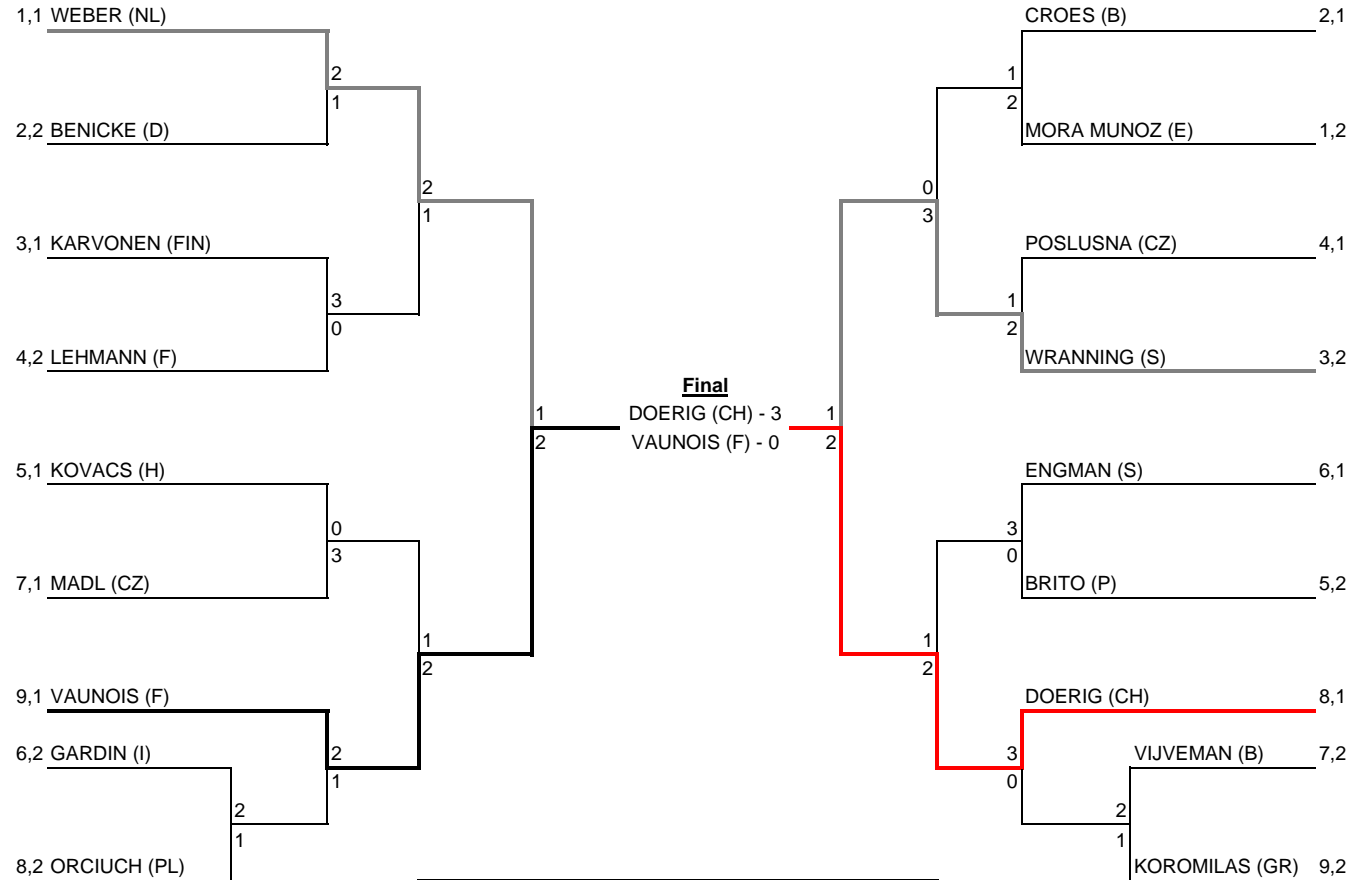 1,1 WEBER (NL) CROES (B) 2,1
2 1
1 2
2,2 BENICKE (D) MORA MUNOZ (E) 1,2
2 0
1 3
3,1 KARVONEN (FIN) POSLUSNA (CZ) 4,1
3 1
0 2
4,2 LEHMANN (F) WRANNING (S) 3,2
Final
1 DOERIG (CH) - 3 1
2 VAUNOIS (F) - 0 2
5,1 KOVACS (H) ENGMAN (S) 6,1
0 3
3 0
7,1 MADL (CZ) BRITO (P) 5,2
1 1
2 2
9,1 VAUNOIS (F) DOERIG (CH) 8,1
6,2 GARDIN (I) 2 3 VIJVEMAN (B) 7,2
1 0
2 2
1 1
8,2 ORCIUCH (PL) KOROMILAS (GR) 9,2